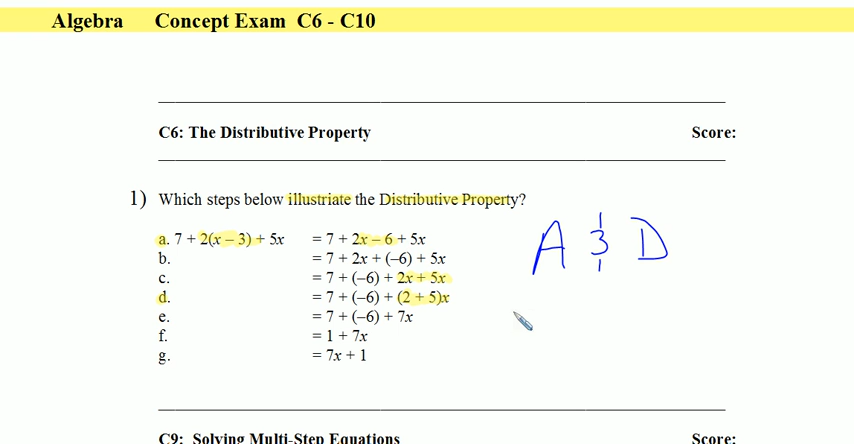 Algebra Concept Exam C6 - C10
C6: The Distributive Property Score:
1) Which steps below illustriate the Distributive Property?
a. 7 + 2(x – 3) + 5x = 7 + 2x – 6 + 5x
b. = 7 + 2x + (–6) + 5x
c. = 7 + (–6) + 2x + 5x
d. = 7 + (–6) + (2 + 5)x
e. = 7 + (–6) + 7x
f. = 1 + 7x
g. = 7x + 1
A & D
C9: Solving Multi-Step Equations Score: